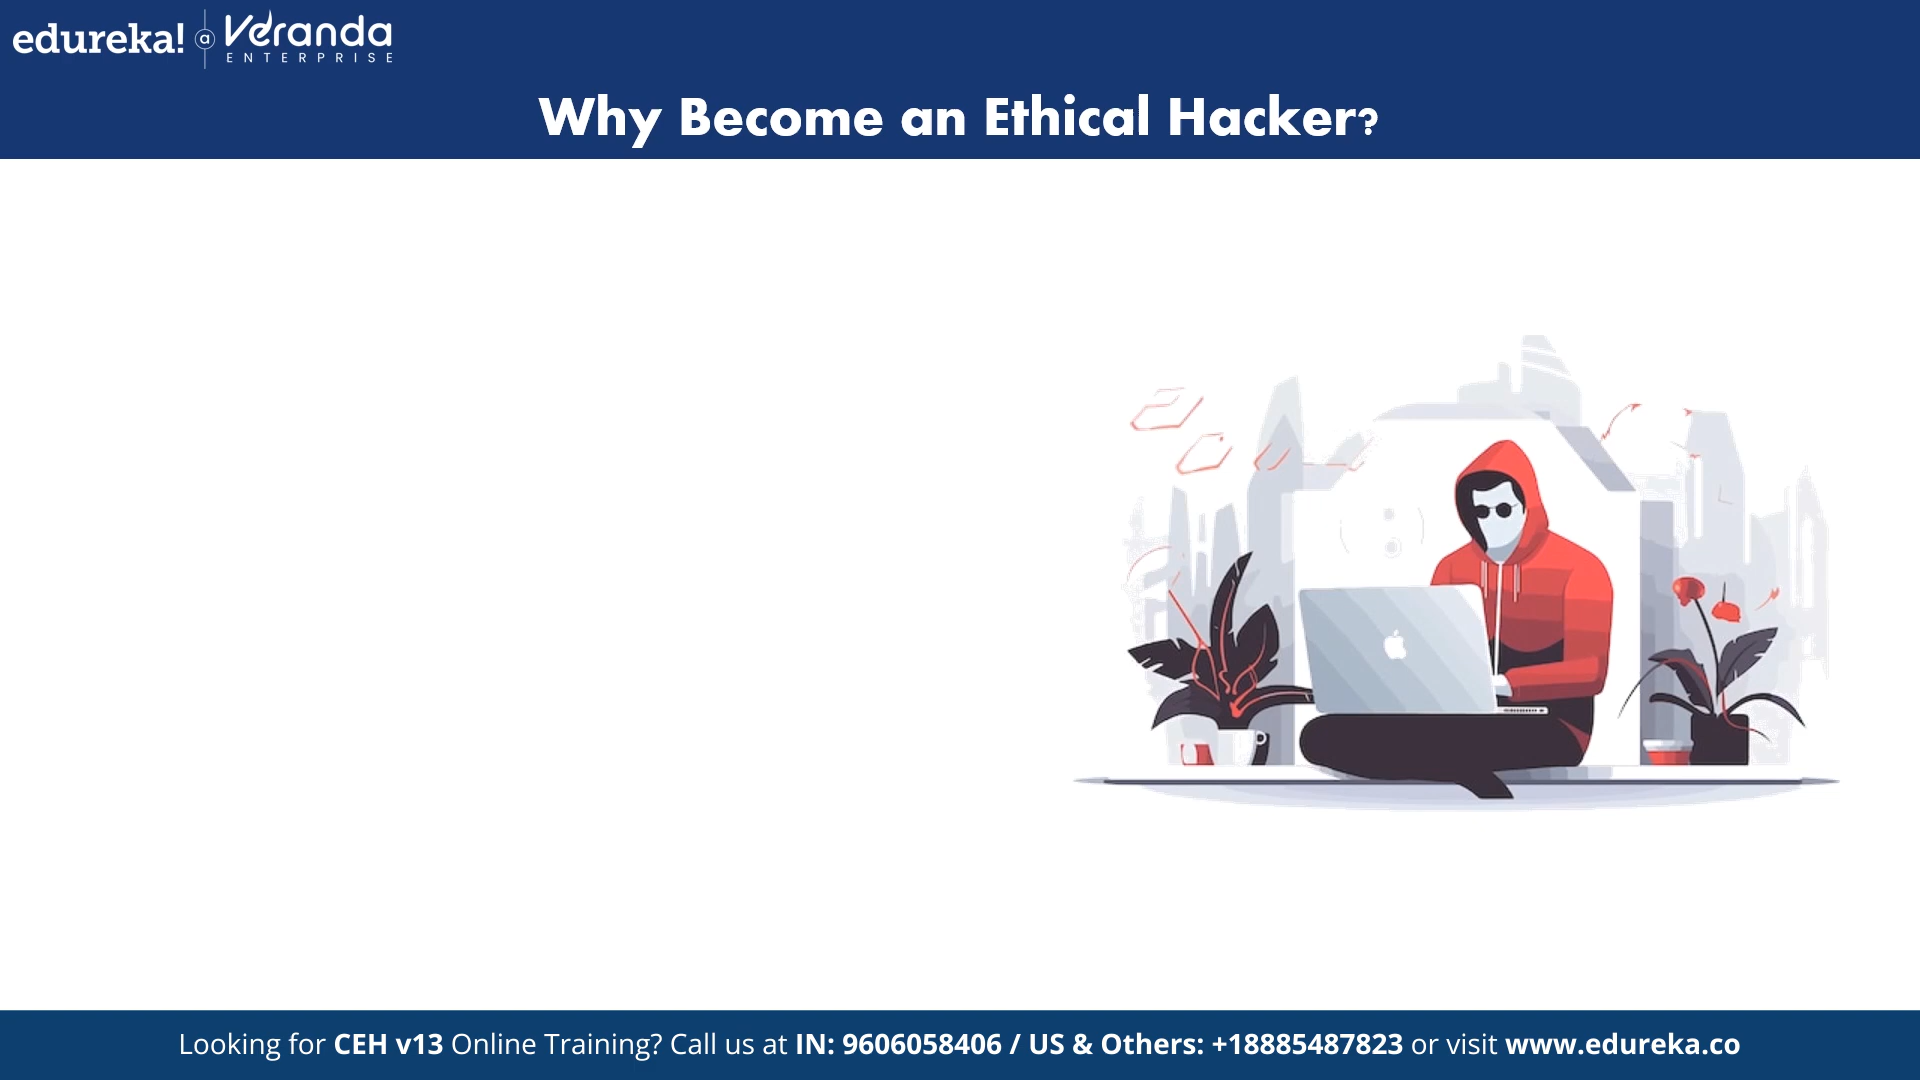 edureka! a Veranda
ENTERPRISE
Why Become an Ethical Hacker?
Looking for CEH v13 Online Training? Call us at IN: 9606058406 / US & Others: +18885487823 or visit www.edureka.co